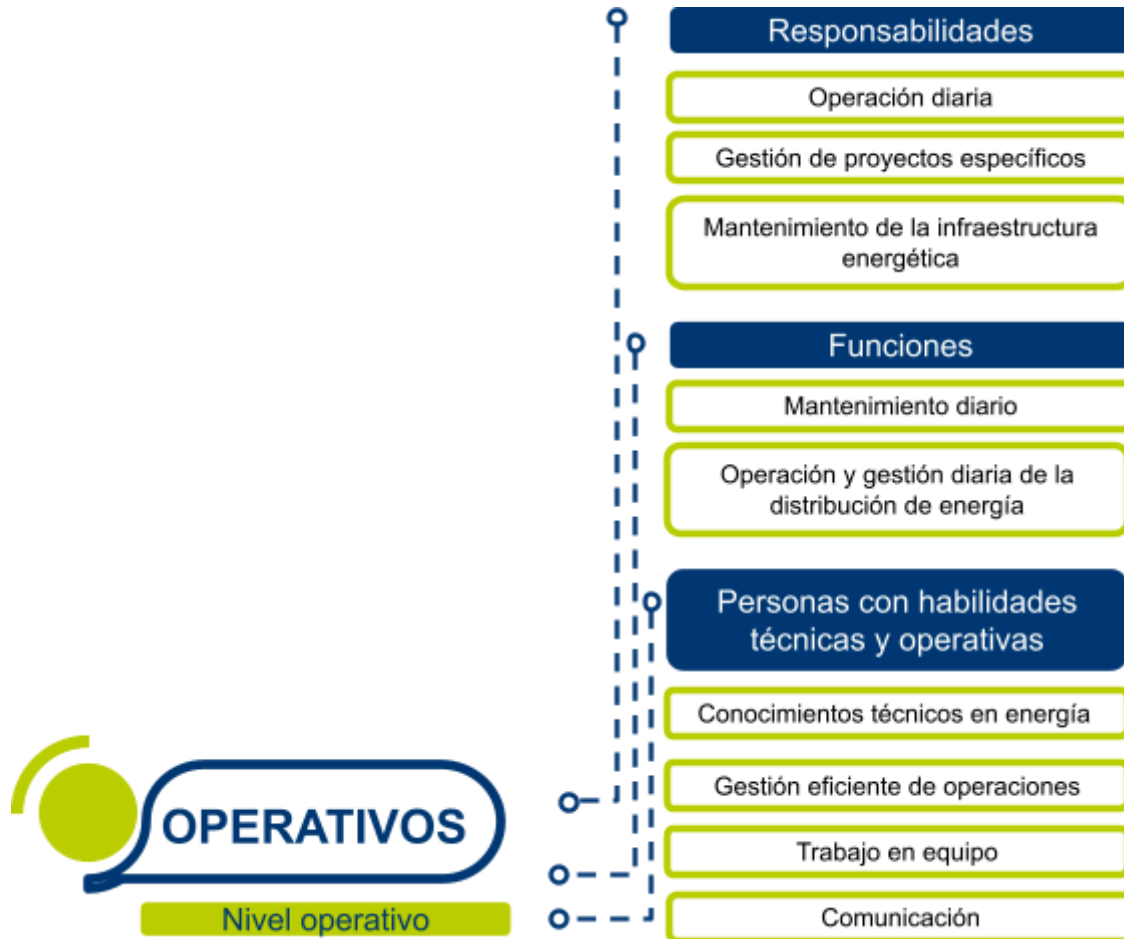 Responsabilidades
Operación diaria
Gestión de proyectos específicos
Mantenimiento de la infraestructura
energética
Funciones
Mantenimiento diario
Operación y gestión diaria de la
distribución de energía
Personas con habilidades
técnicas y operativas
Conocimientos técnicos en energía
Gestión eficiente de operaciones
Trabajo en equipo
Comunicación
OPERATIVOS
Nivel operativo